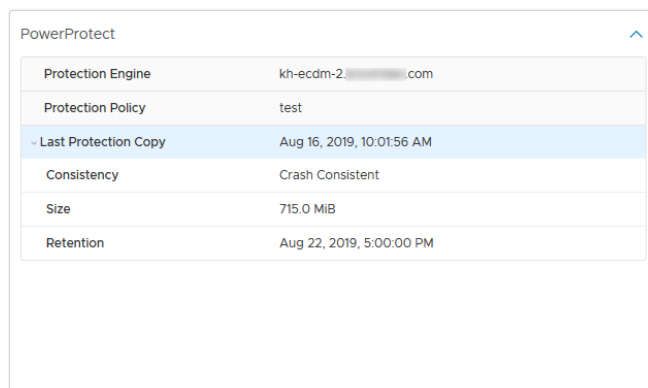 PowerProtect
Protection Engine kh-ecdm-2. .com
Protection Policy test
Last Protection Copy Aug 16, 2019, 10:01:56 AM
Consistency Crash Consistent
Size 715.0 MiB
Retention Aug 22, 2019, 5:00:00 PM